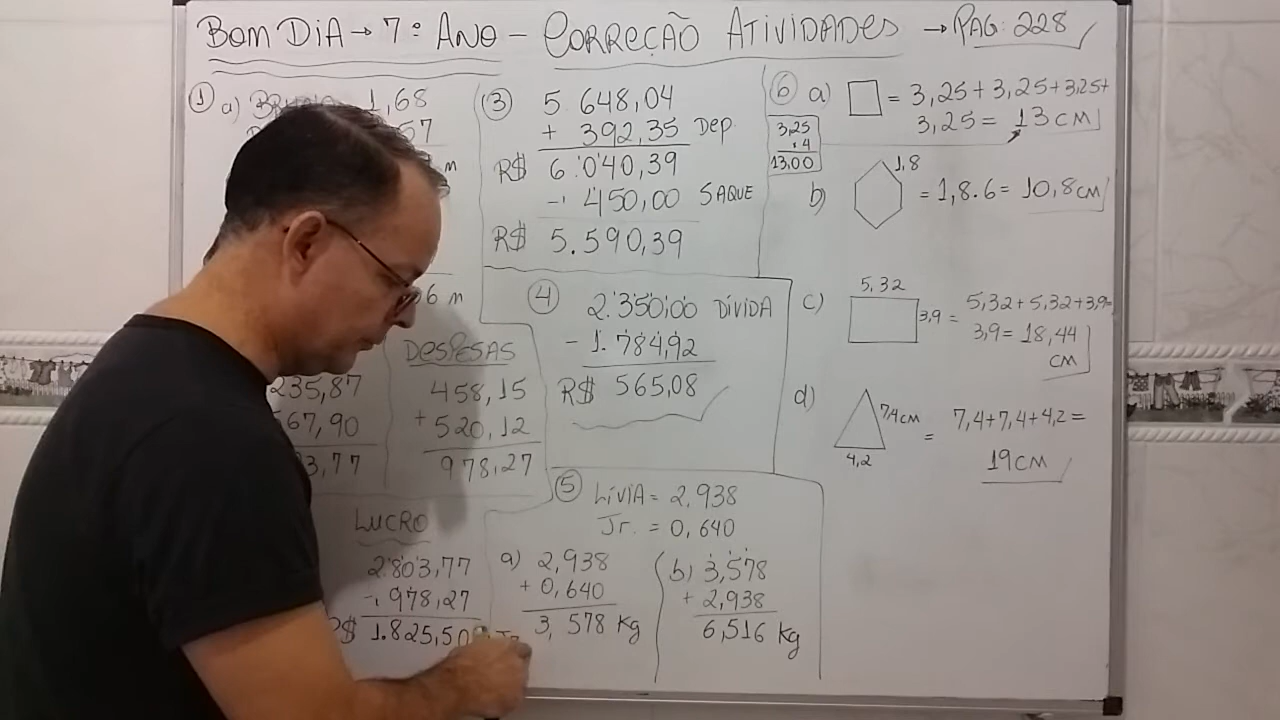 BOM DIA → 7º ANO - CORREÇÃO ATIVIDADES → PAG: 228
① a) 1,68
57
m
6 m
235,87
67,90
3,77
DESPESAS
458,15
+ 520,12
978,27
LUCRO
2.803,77
- 978,27
R$ 1.825,50
③ 5.648,04
+ 392,35 Dep.
R$ 6.040,39
- 450,00 SAQUE
R$ 5.590,39
④ 2.350,00 DÍVIDA
- 1.784,92
R$ 565,08
⑤ LÍVIA = 2,938
Jr. = 0,640
a) 2,938
+ 0,640
3,578 Kg
Jr
b) 3,578
+ 2,938
6,516 Kg
⑥ a) = 3,25 + 3,25 + 3,25 +
3,25 = 13 CM
3,25
. 4
13,00
b) 1,8 = 1,8 . 6 = 10,8 CM
c) 5,32
3,9 = 5,32 + 5,32 + 3,9 +
3,9 = 18,44
CM
d) 7,4 CM
4,2
= 7,4 + 7,4 + 4,2 =
19 CM